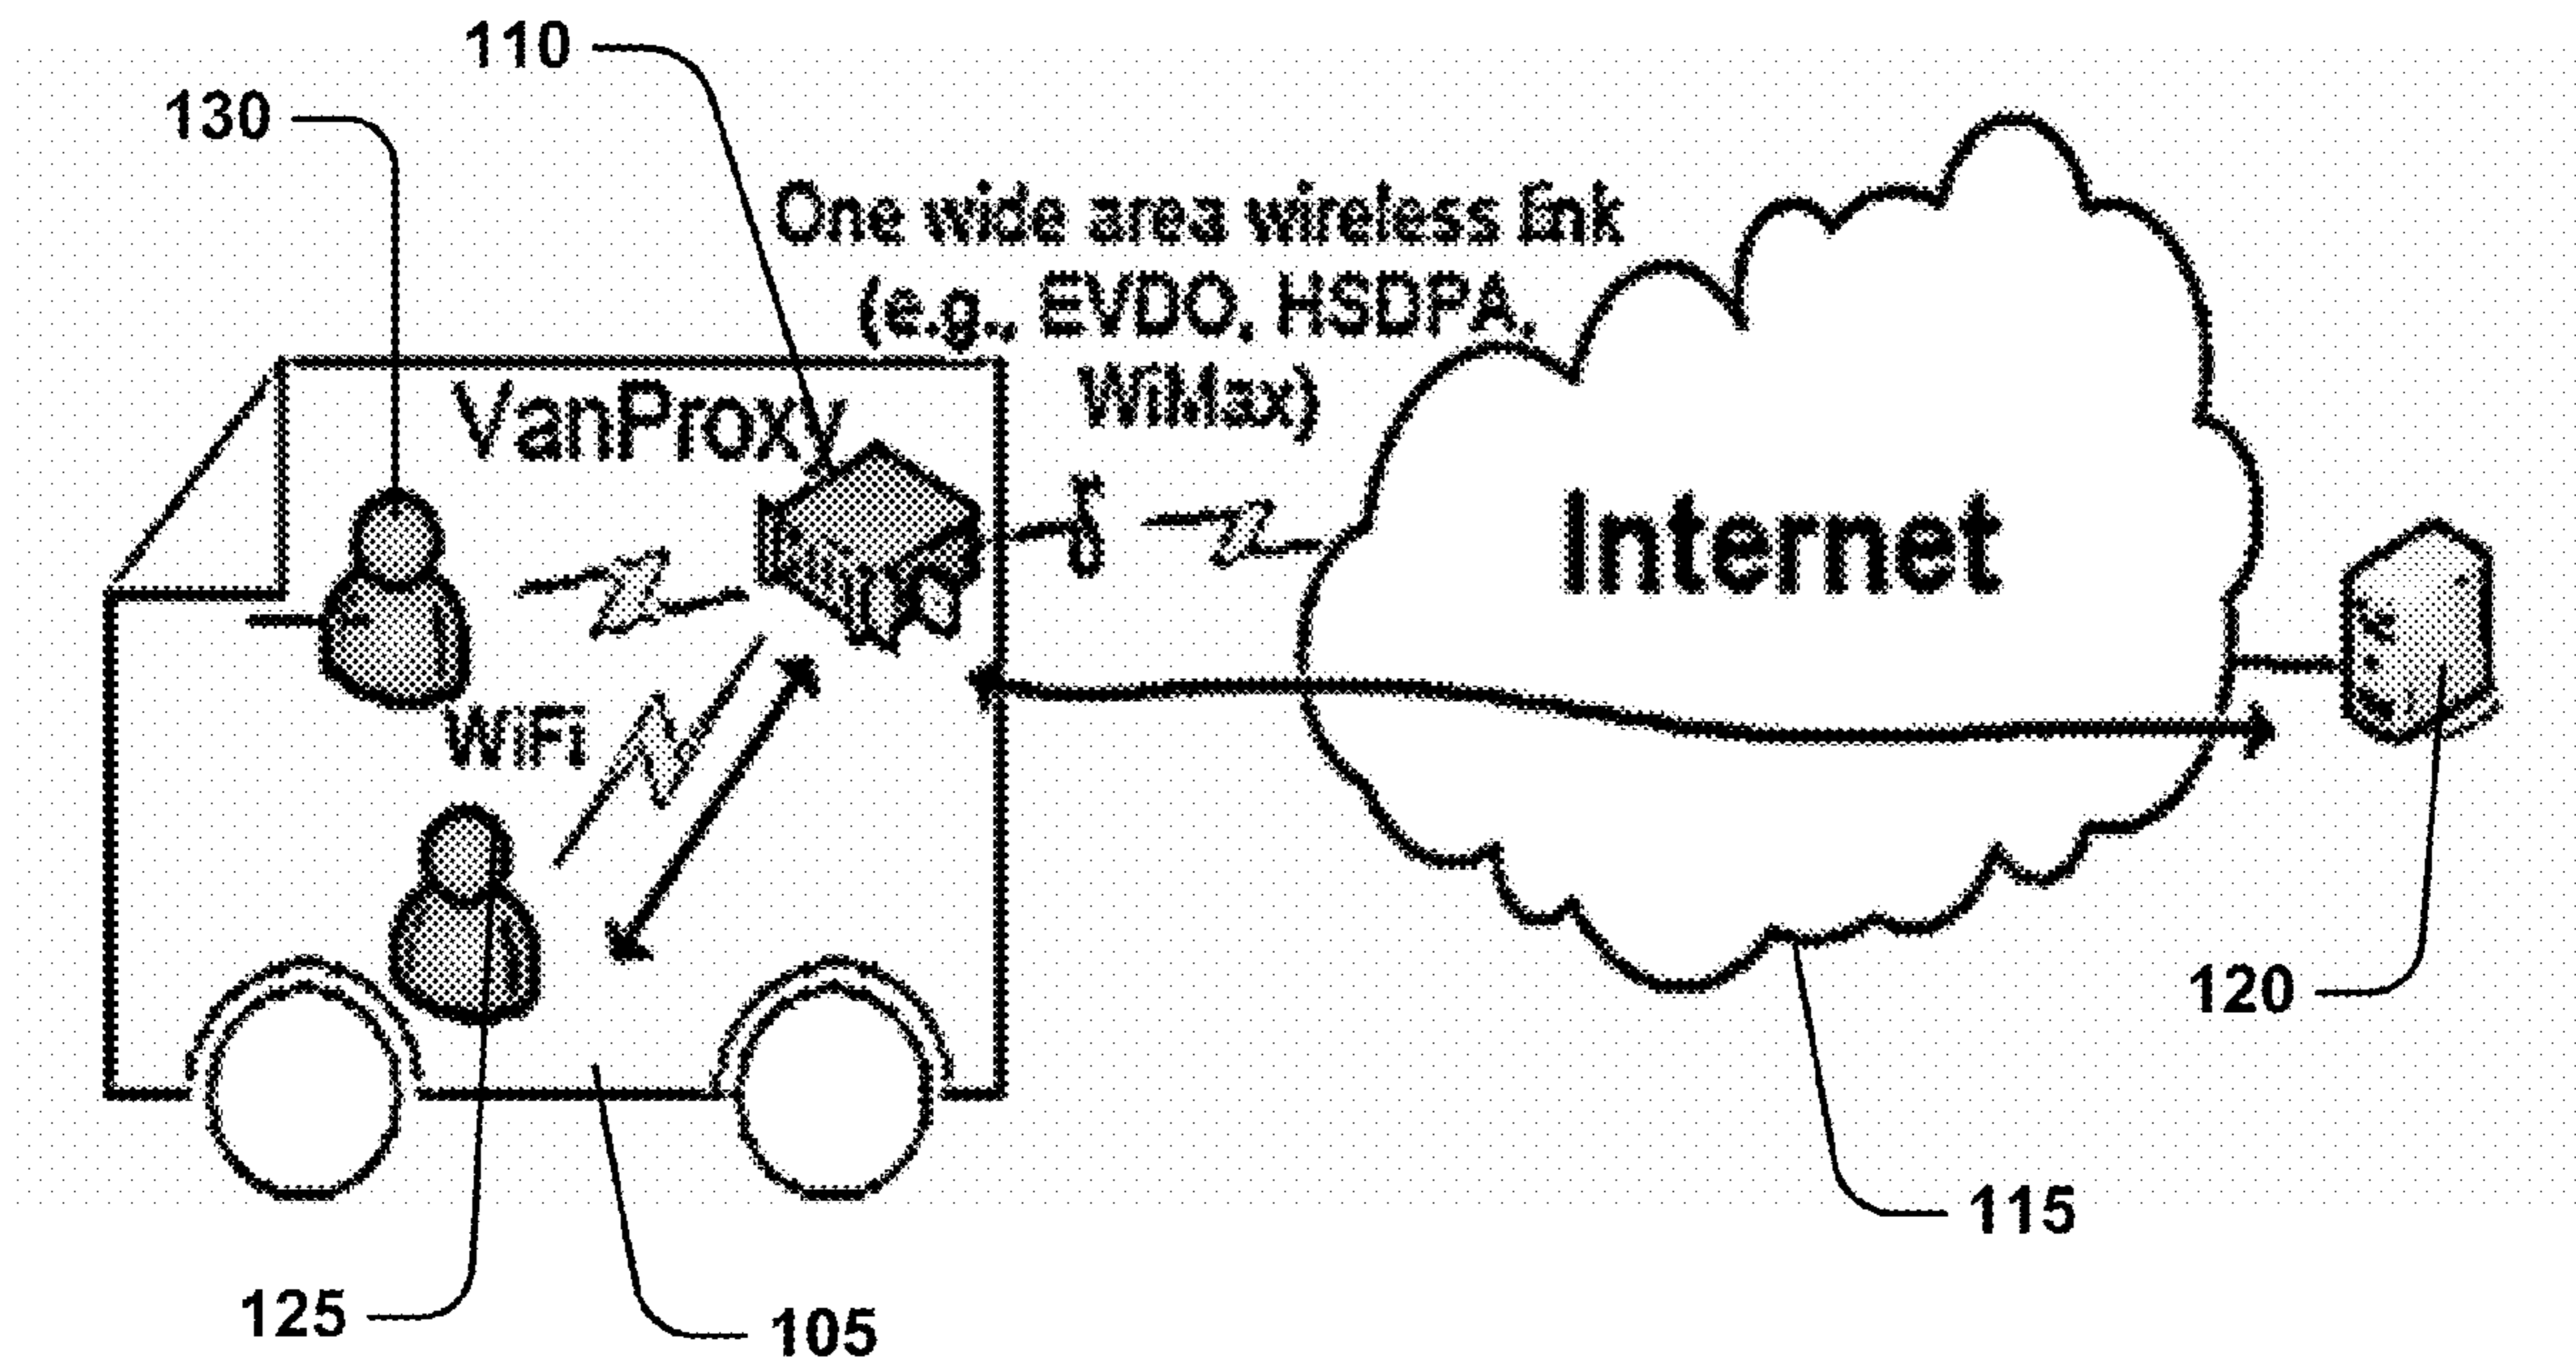 110
130
One wide area wireless link
(e.g., EVDO, HSDPA,
WiMax)
VanProxy
Internet
WiFi
120
115
125
105